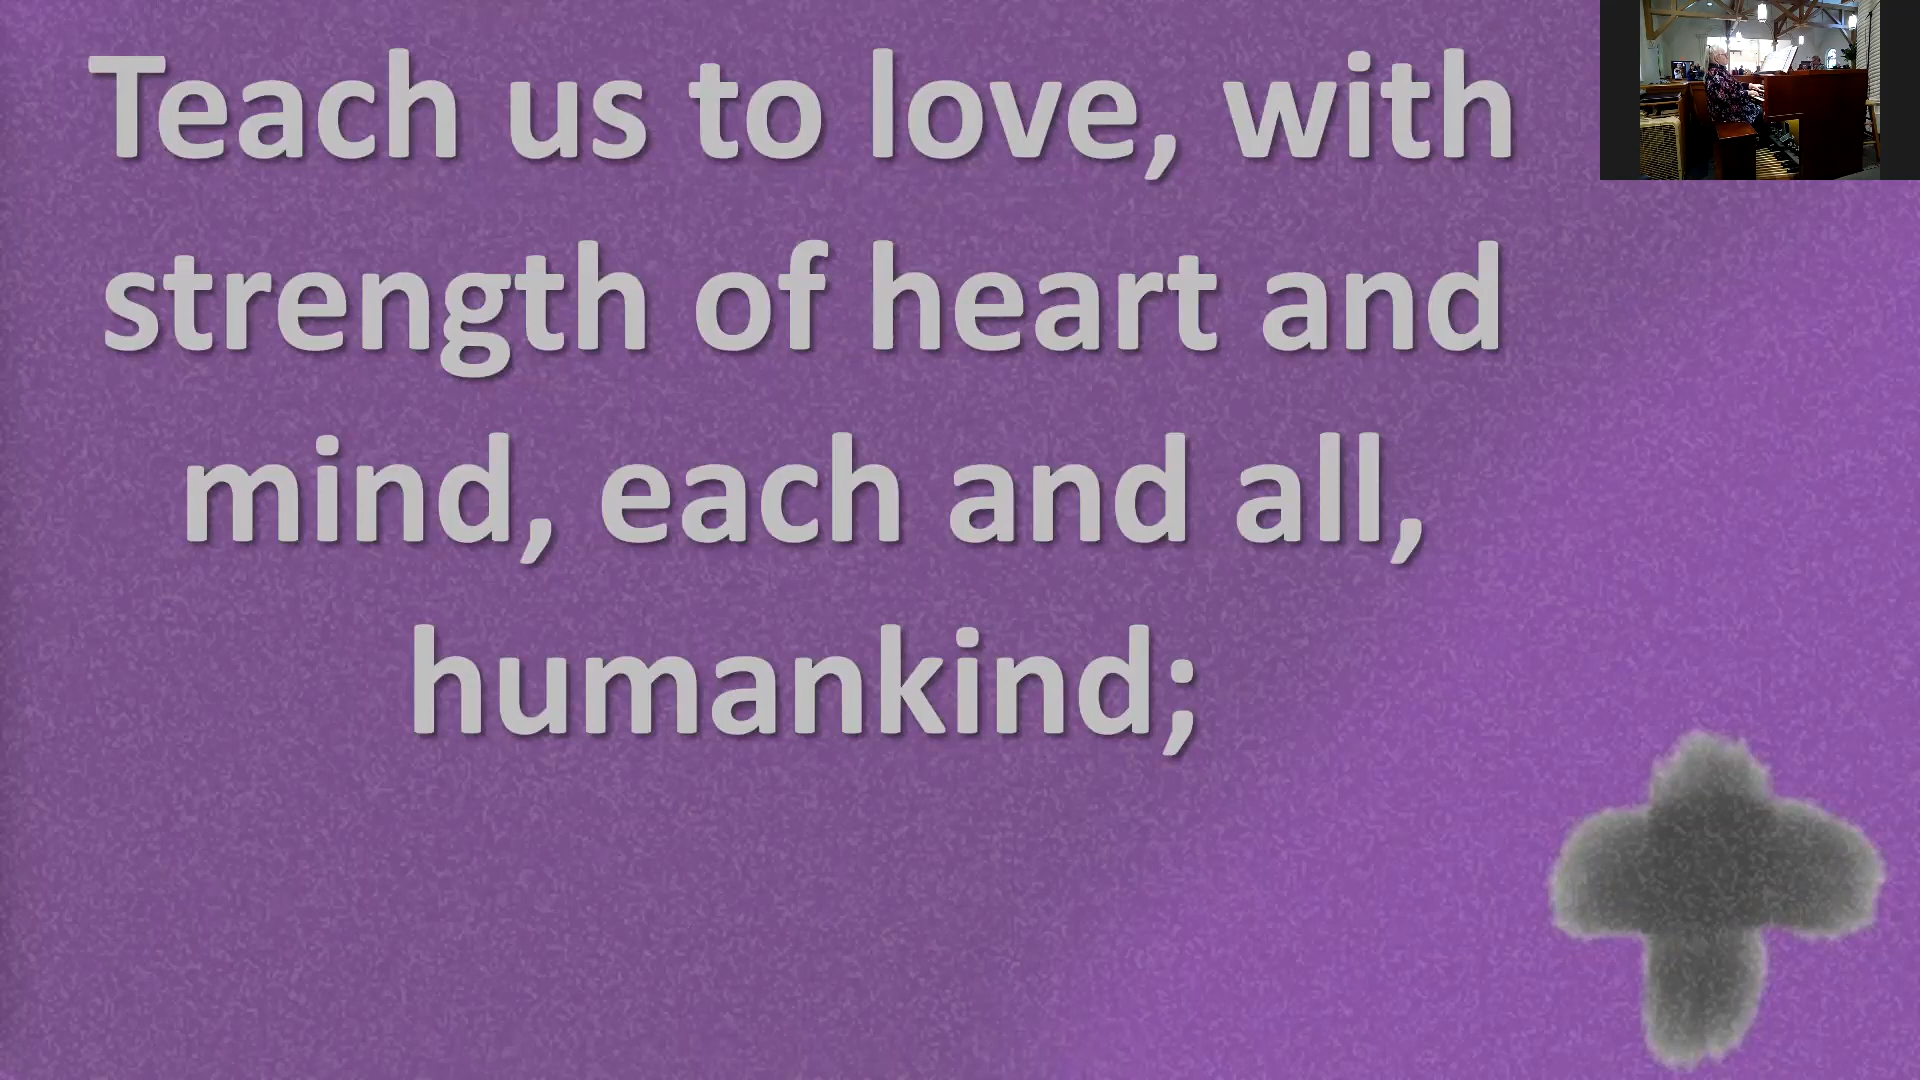 Teach us to love, with
strength of heart and
mind, each and all,
humankind;